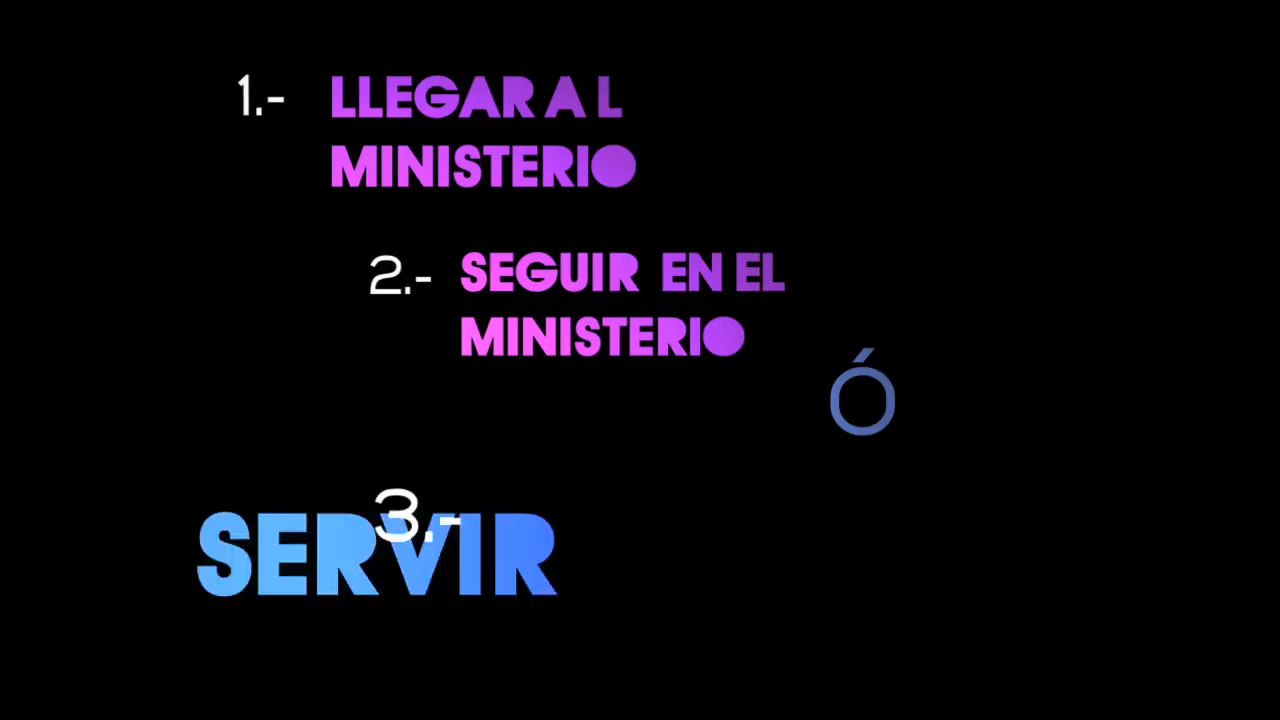 1.- LLEGAR A L
MINISTERIO
2.- SEGUIR EN EL
MINISTERIO
Ó
3.-
SERVIR